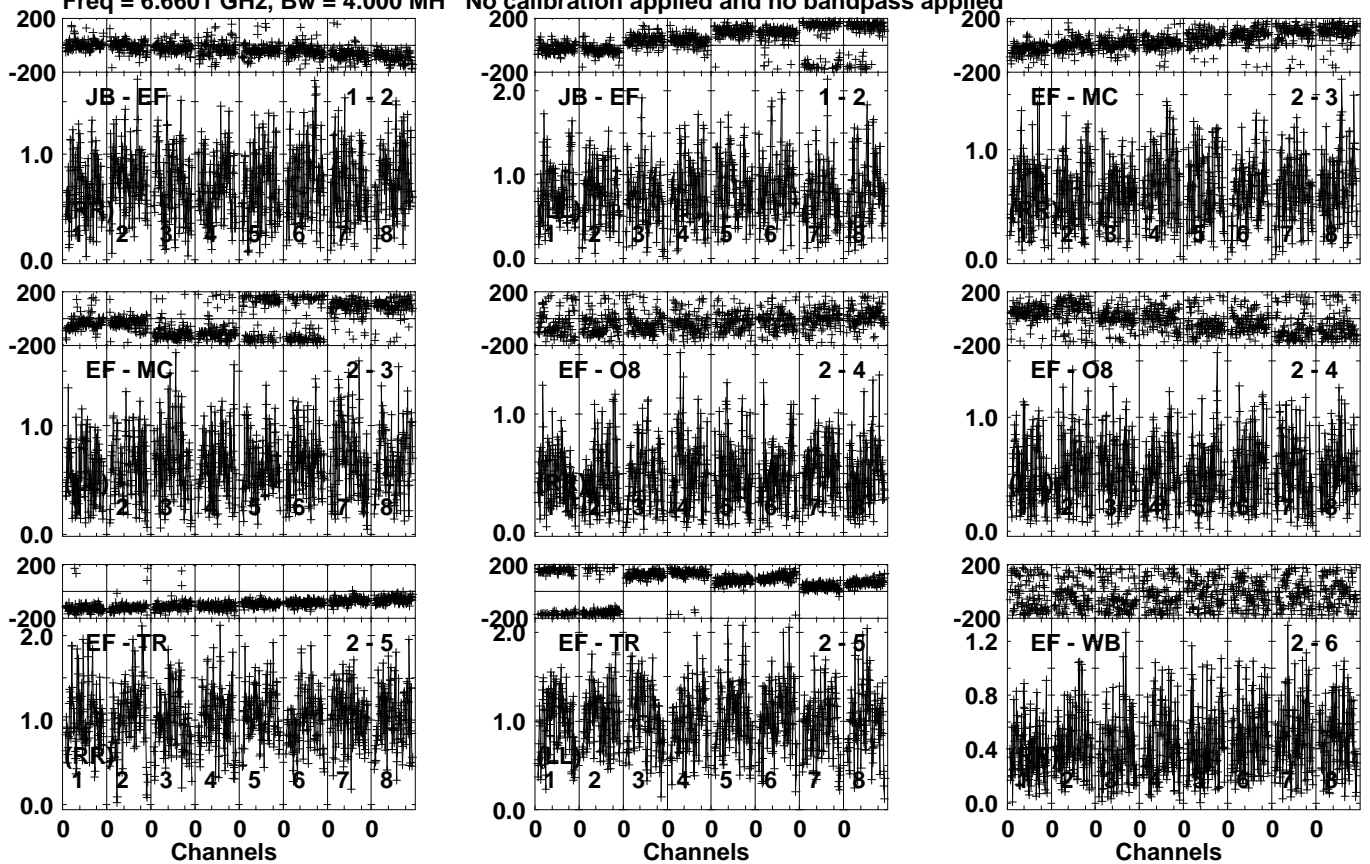 Freq = 6.6601 GHz, Bw = 4.000 MH No calibration applied and no bandpass applied
200 200 200
-200 -200 -200
JB - EF 1 - 2 JB - EF 1 - 2 EF - MC 2 - 3
2.0
1.0 1.0 1.0
1 2 3 4 5 6 7 8 1 2 3 4 5 6 7 8 1 2 3 4 5 6 7 8
0.0 0.0 0.0
200 200 200
-200 -200 -200
EF - MC 2 - 3 EF - O8 2 - 4 EF - O8 2 - 4
1.0 1.0 1.0
(RR)
1 2 3 4 5 6 7 8 1 2 3 4 5 6 7 8 1 2 3 4 5 6 7 8
0.0 0.0 0.0
200 200 200
-200 -200 -200
2.0 2.0 1.2
EF - TR 2 - 5 EF - TR 2 - 5 EF - WB 2 - 6
0.8
1.0 1.0
(RR) (LL) 0.4
1 2 3 4 5 6 7 8 1 2 3 4 5 6 7 8 1 2 3 4 5 6 7 8
0.0 0.0 0.0
0 0 0 0 0 0 0 0 0 0 0 0 0 0 0 0 0 0 0 0 0 0 0 0
Channels Channels Channels